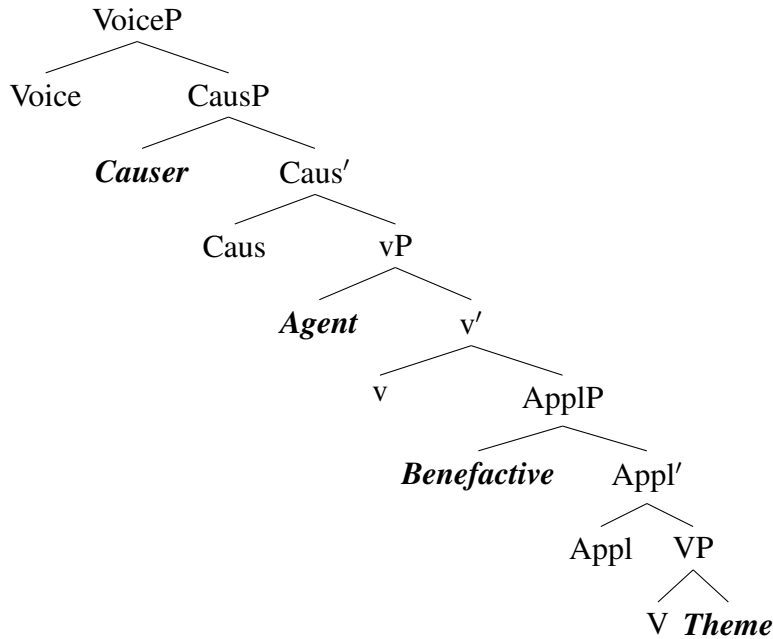 VoiceP
Voice CausP
Causer Caus′
Caus vP
Agent v′
v ApplP
Benefactive Appl′
Appl VP
V Theme